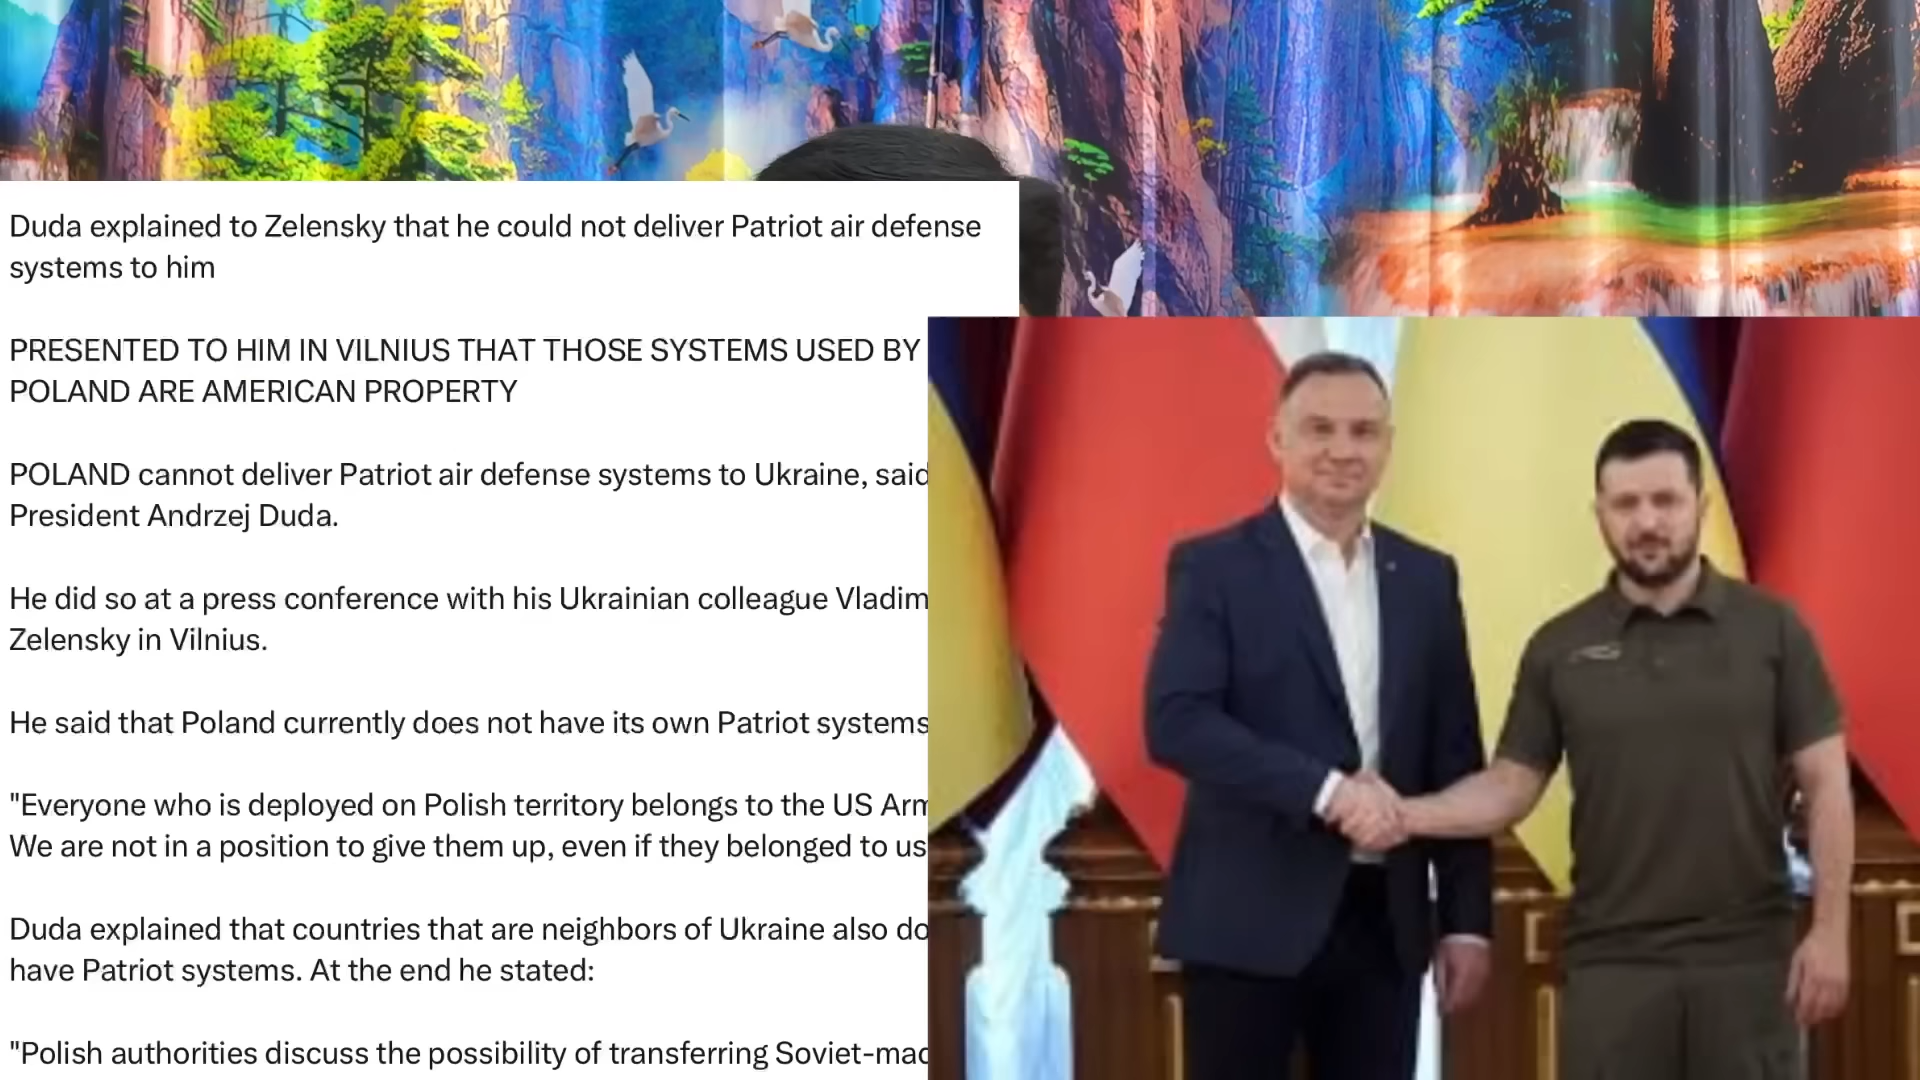 Duda explained to Zelensky that he could not deliver Patriot air defense
systems to him
PRESENTED TO HIM IN VILNIUS THAT THOSE SYSTEMS USED BY
POLAND ARE AMERICAN PROPERTY
POLAND cannot deliver Patriot air defense systems to Ukraine, said
President Andrzej Duda.
He did so at a press conference with his Ukrainian colleague
Zelensky in Vilnius.
He said that Poland currently does not have its own Patriot systems
"Everyone who is deployed on Polish territory belongs to the US
We are not in a position to give them up, even if they belonged to us
Duda explained that countries that are neighbors of Ukraine also
have Patriot systems. At the end he stated:
"Polish authorities discuss the possibility of transferring